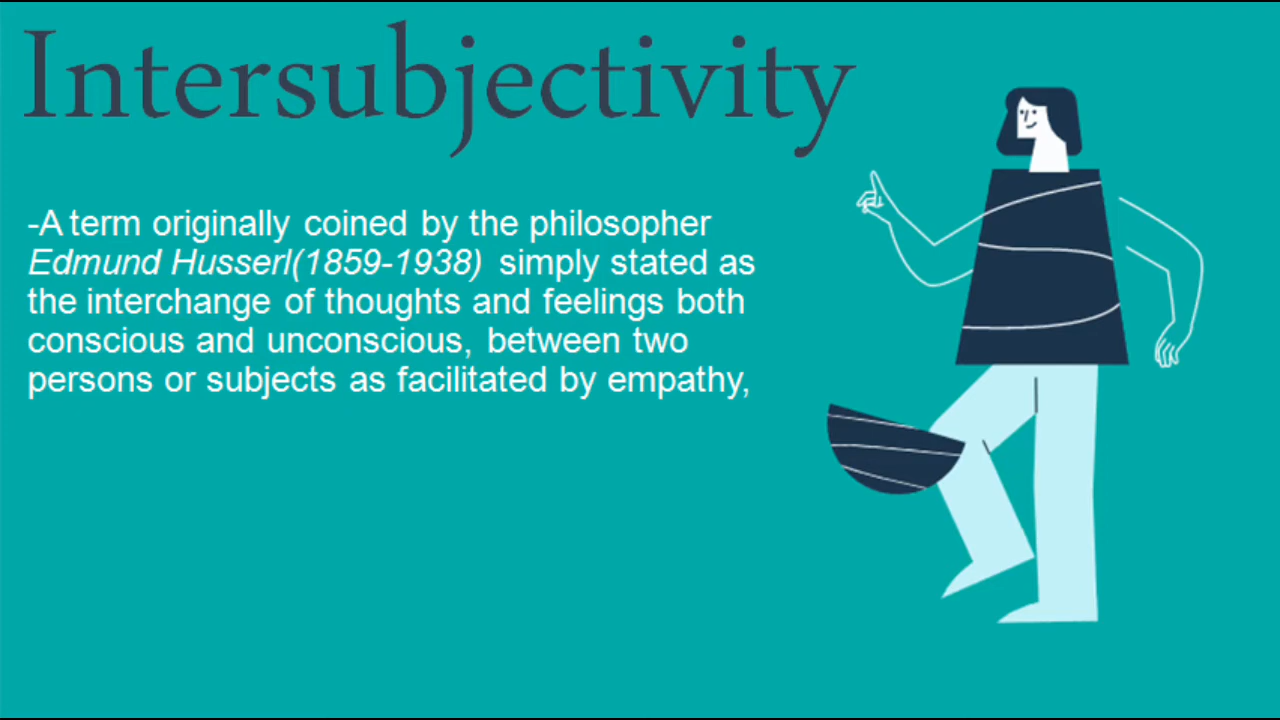 Intersubjectivity
-A term originally coined by the philosopher
Edmund Husserl(1859-1938) simply stated as
the interchange of thoughts and feelings both
conscious and unconscious, between two
persons or subjects as facilitated by empathy,